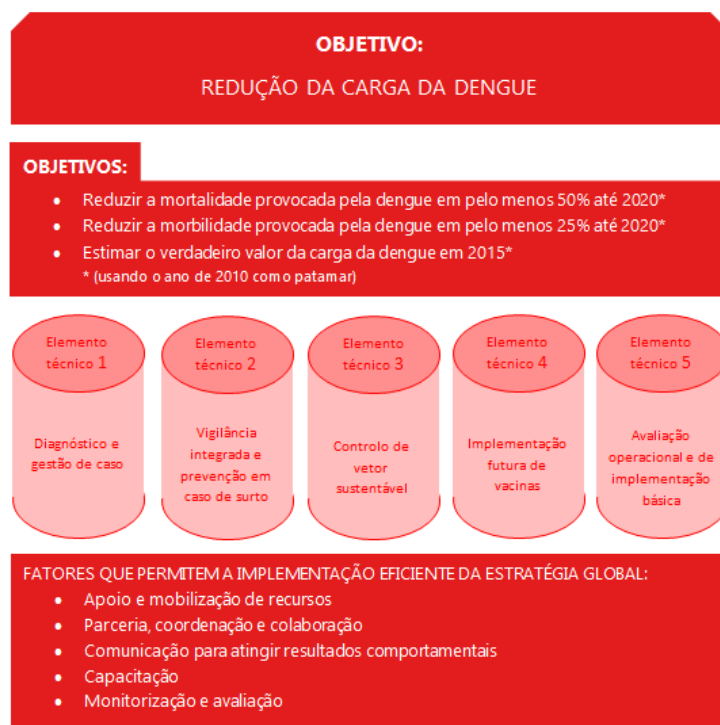 OBJETIVO:
REDUÇÃO DA CARGA DA DENGUE
OBJETIVOS:
• Reduzir a mortalidade provocada pela dengue em pelo menos 50% até 2020*
• Reduzir a morbilidade provocada pela dengue em pelo menos 25% até 2020*
• Estimar o verdadeiro valor da carga da dengue em 2015*
* (usando o ano de 2010 como patamar)
Elemento
técnico 1
Diagnóstico e
gestão de caso
Elemento
técnico 2
Vigilância
integrada e
prevenção em
caso de surto
Elemento
técnico 3
Controlo de
vetor
sustentável
Elemento
técnico 4
Implementação
futura de
vacinas
Elemento
técnico 5
Avaliação
operacional e de
implementação
básica
FATORES QUE PERMITEM A IMPLEMENTAÇÃO EFICIENTE DA ESTRATÉGIA GLOBAL:
• Apoio e mobilização de recursos
• Parceria, coordenação e colaboração
• Comunicação para atingir resultados comportamentais
• Capacitação
• Monitorização e avaliação